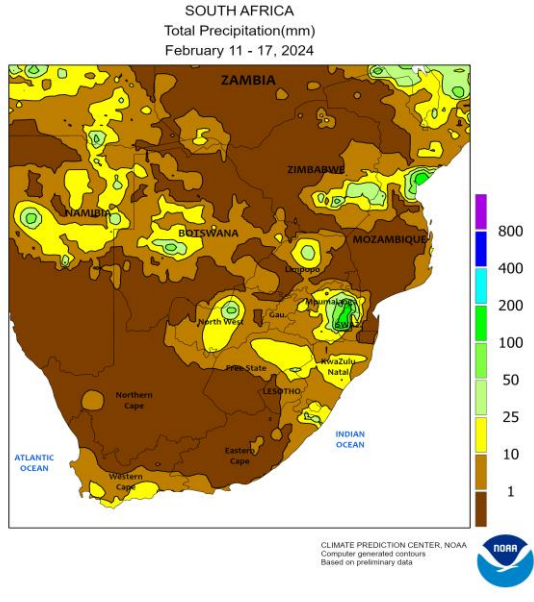 SOUTH AFRICA
Total Precipitation(mm)
February 11 - 17, 2024
ZAMBIA
ZIMBABWE
NAMIBIA
BOTSWANA
MOZAMBIQUE
Limpopo
Mpumalanga
North West
Gau.
SWAZ.
Free State
KwaZulu
Natal
LESOTHO
Northern
Cape
Eastern
Cape
Western
Cape
ATLANTIC
OCEAN
INDIAN
OCEAN
800
400
200
100
50
25
10
1
CLIMATE PREDICTION CENTER, NOAA
Computer generated contours
Based on preliminary data
NOAA